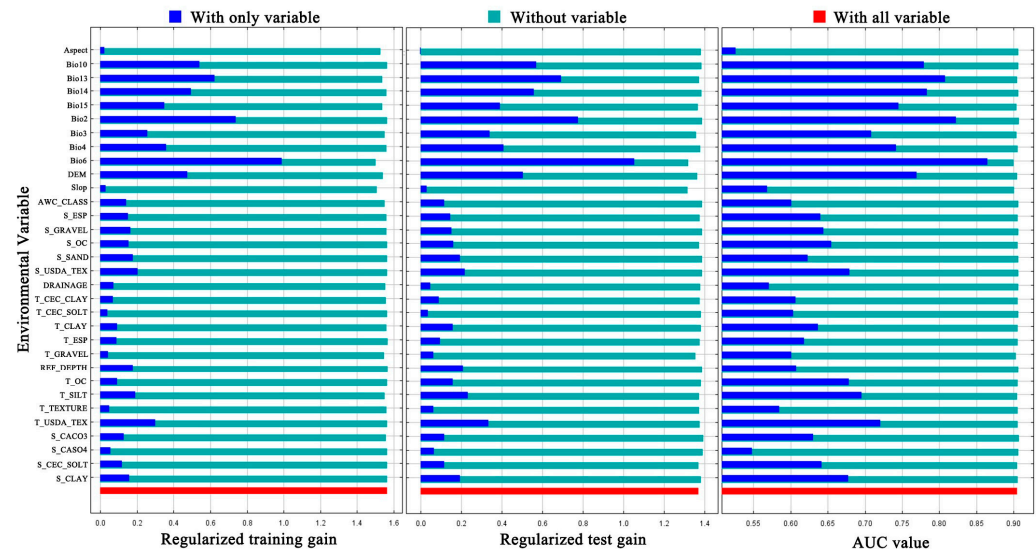 With only variable
Without variable
With all variable
Environmental Variable
Aspect
Bio10
Bio13
Bio14
Bio15
Bio2
Bio3
Bio4
Bio6
DEM
Slop
AWC_CLASS
S_ESP
S_GRAVEL
S_OC
S_SAND
S_USDA_TEX
DRAINAGE
T_CEC_CLAY
T_CEC_SOLT
T_CLAY
T_ESP
T_GRAVEL
REF_DEPTH
T_OC
T_SILT
T_TEXTURE
T_USDA_TEX
S_CACO3
S_CASO4
S_CEC_SOLT
S_CLAY
0.0 0.2 0.4 0.6 0.8 1.0 1.2 1.4 1.6
0.0 0.2 0.4 0.6 0.8 1.0 1.2 1.4
0.55 0.60 0.65 0.70 0.75 0.80 0.85 0.90
Regularized training gain
Regularized test gain
AUC value